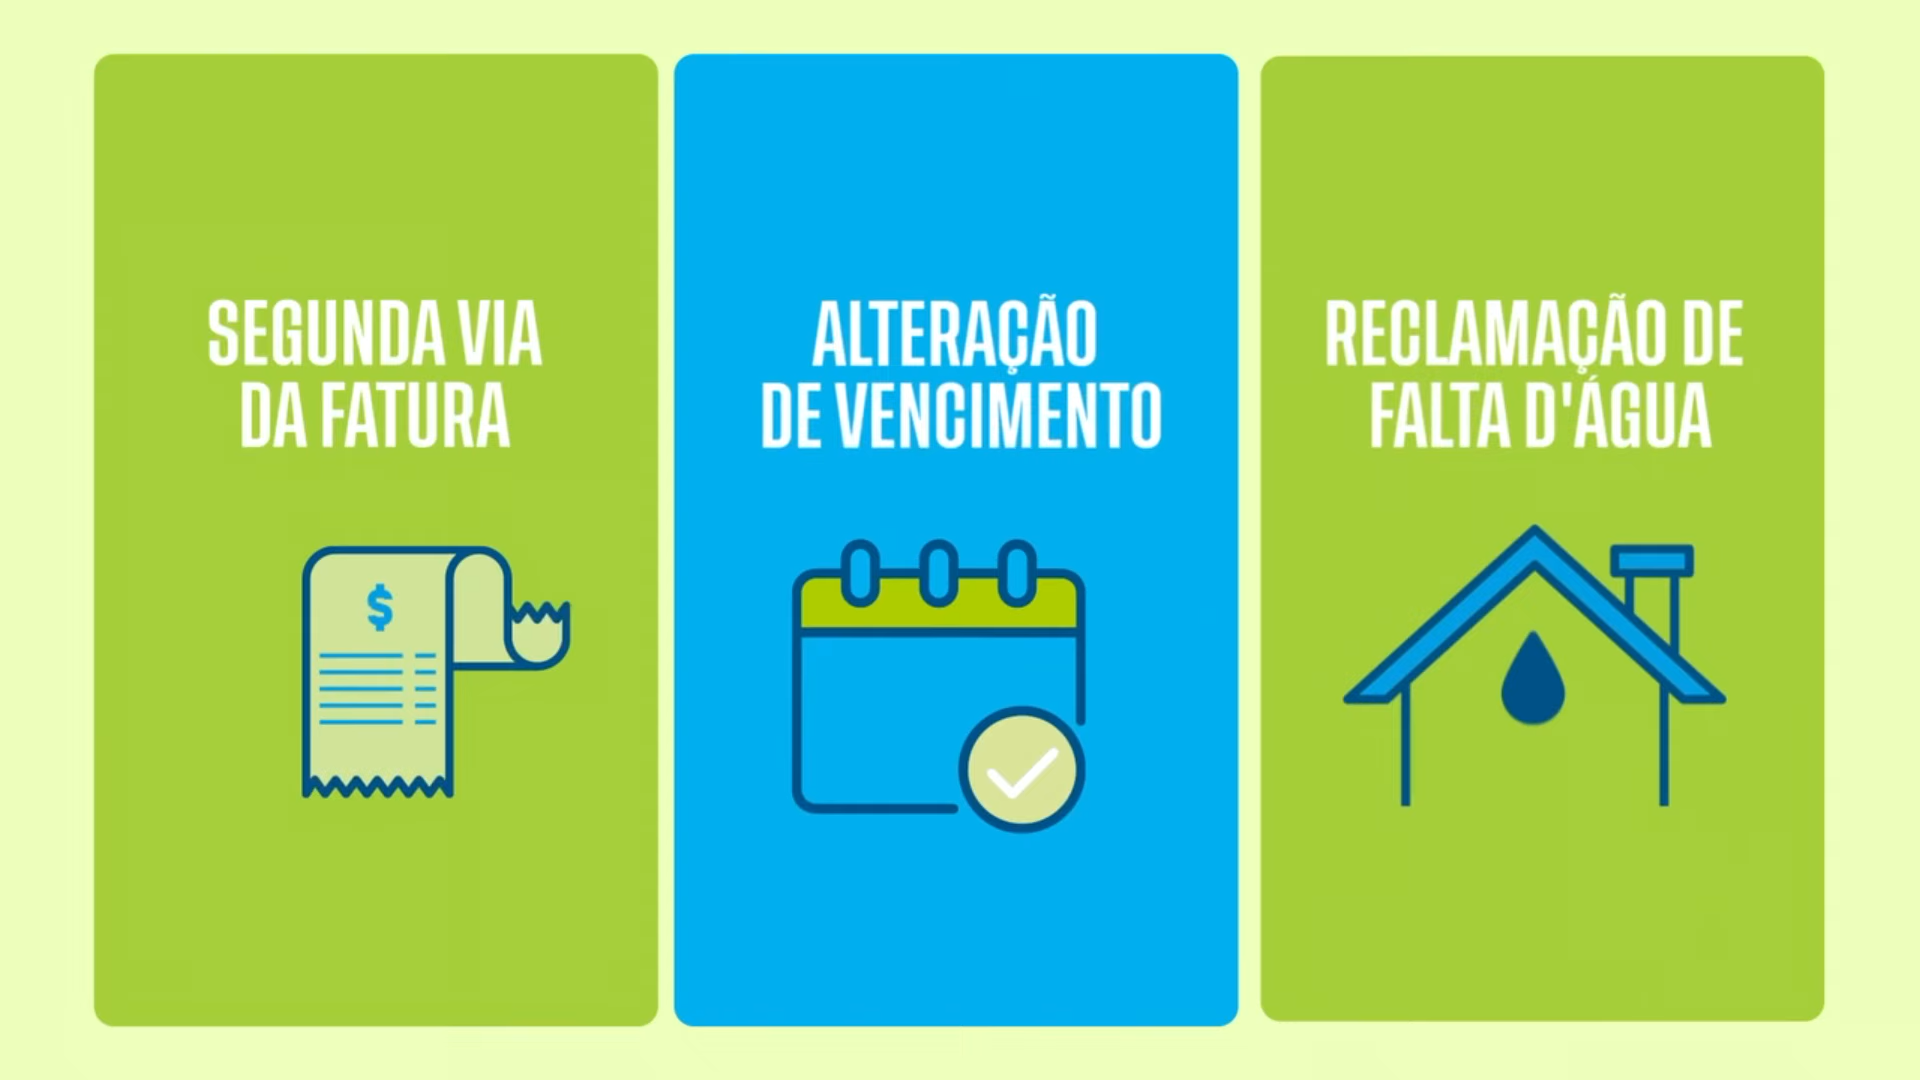 SEGUNDA VIA
DA FATURA
$
ALTERAÇÃO
DE VENCIMENTO
RECLAMAÇÃO DE
FALTA D'ÁGUA